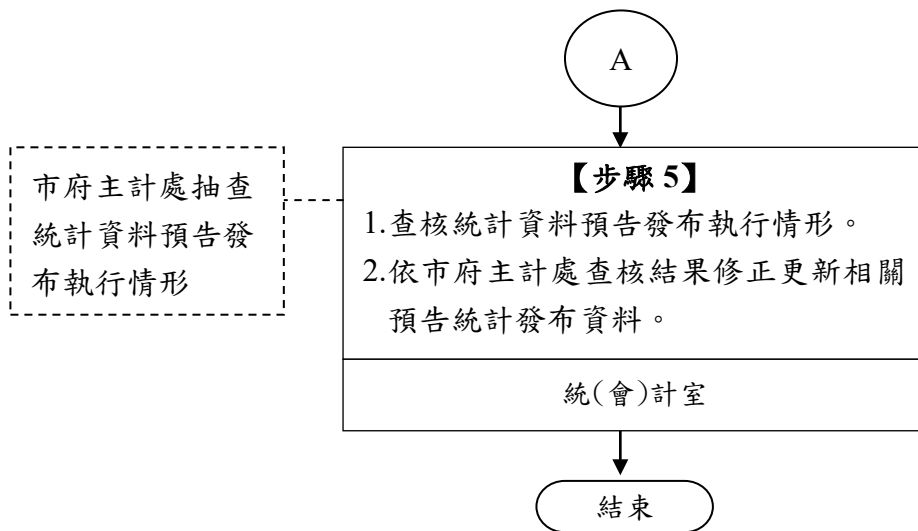 A
市府主計處抽查
統計資料預告發
布執行情形
【步驟 5】
1.查核統計資料預告發布執行情形。
2.依市府主計處查核結果修正更新相關
預告統計發布資料。
統(會)計室
結束